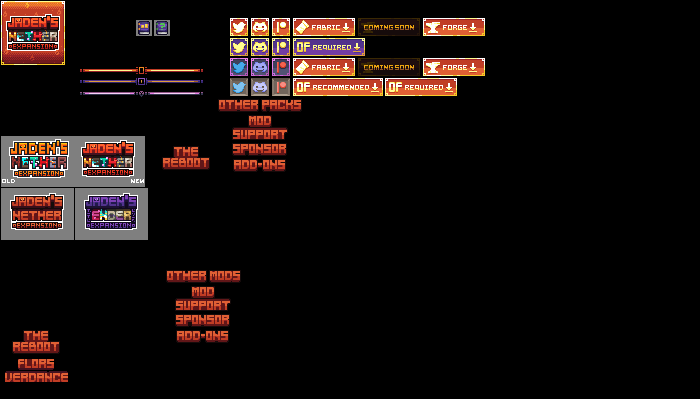 JADEN'S
NETHER
EXPANSION
FABRIC
COMING SOON
FORGE
OF REQUIRED
FABRIC
COMING SOON
FORGE
OF RECOMMENDED
OF REQUIRED
OTHER PACKS
MOD
SUPPORT
SPONSOR
ADD-ONS
JADEN'S
NETHER
EXPANSION
OLD
JADEN'S
NETHER
EXPANSION
NEW
THE
REBOOT
JADEN'S
NETHER
EXPANSION
JADEN'S
ENDER
EXPANSION
OTHER MODS
MOD
SUPPORT
SPONSOR
ADD-ONS
THE
REBOOT
FLORS
VERDANCE